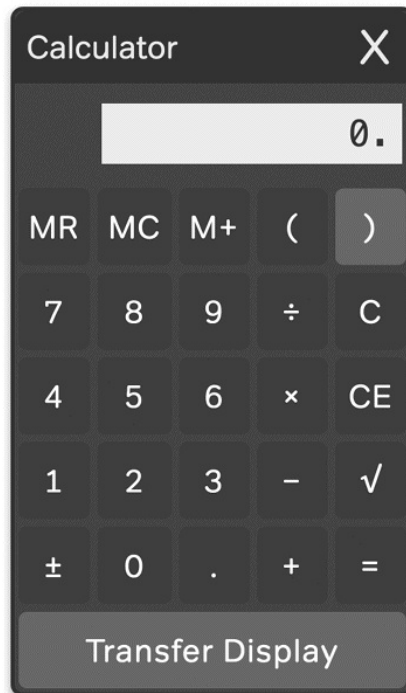 Calculator X
0.
MR MC M+ ( )
7 8 9 ÷ C
4 5 6 × CE
1 2 3 − √
± 0 . + =
Transfer Display